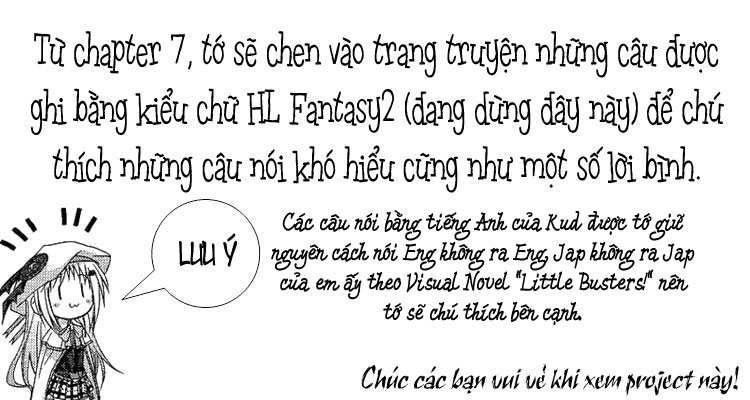 Từ chapter 7, tớ sẽ chen vào trang truyện những câu được
ghi bằng kiểu chữ HL Fantasy2 (đang dùng đây này) để chú
thích những câu nói khó hiểu cũng như một số lời bình.
LƯU Ý
Các câu nói bằng tiếng Anh của Kud được tớ giữ
nguyên cách nói Eng không ra Eng, Jap không ra Jap
của em ấy theo Visual Novel "Little Busters!" nên
tớ sẽ chú thích bên cạnh.
Chúc các bạn vui vẻ khi xem project này!